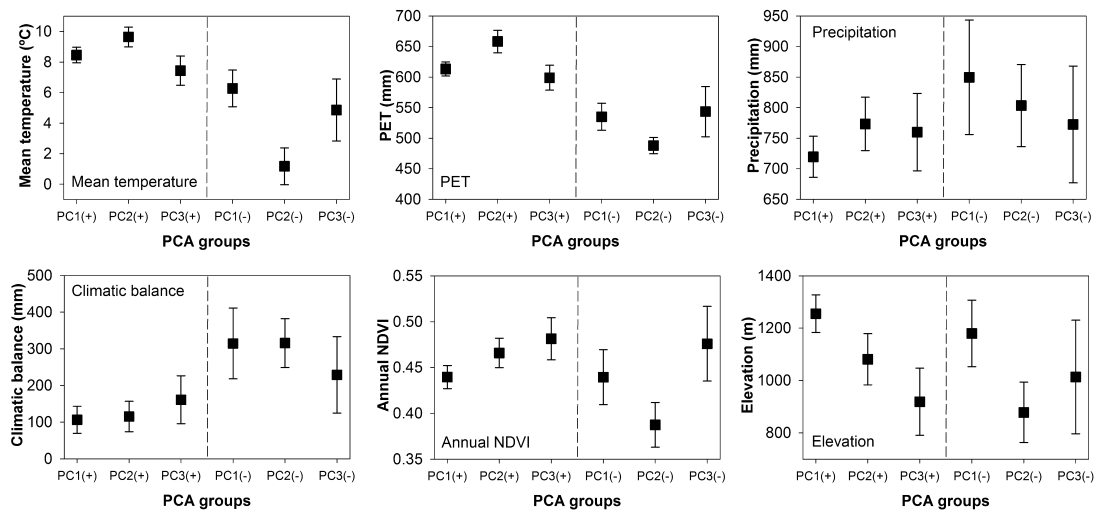 Mean temperature (ºC)
10
8
6
4
2
0
Mean temperature
PC1(+) PC2(+) PC3(+) PC1(-) PC2(-) PC3(-)
PCA groups
PET (mm)
700
650
600
550
500
450
400
PET
PC1(+) PC2(+) PC3(+) PC1(-) PC2(-) PC3(-)
PCA groups
Precipitation (mm)
950
900
850
800
750
700
650
Precipitation
PC1(+) PC2(+) PC3(+) PC1(-) PC2(-) PC3(-)
PCA groups
Climatic balance (mm)
500
400
300
200
100
0
Climatic balance
PC1(+) PC2(+) PC3(+) PC1(-) PC2(-) PC3(-)
PCA groups
Annual NDVI
0.55
0.50
0.45
0.40
0.35
Annual NDVI
PC1(+) PC2(+) PC3(+) PC1(-) PC2(-) PC3(-)
PCA groups
Elevation (m)
1400
1200
1000
800
Elevation
PC1(+) PC2(+) PC3(+) PC1(-) PC2(-) PC3(-)
PCA groups